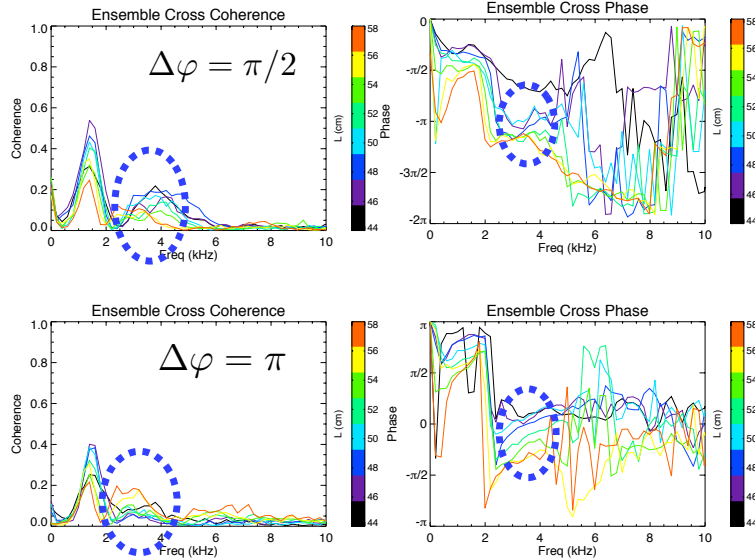 Ensemble Cross Coherence
Δφ = π/2
Coherence
1.0
0.8
0.6
0.4
0.2
0.0
0 2 4 6 8 10
Freq (kHz)
L (cm)
58
56
54
52
50
48
46
44
Ensemble Cross Phase
Phase
0
-π/2
-π
-3π/2
-2π
0 2 4 6 8 10
Freq (kHz)
L (cm)
58
56
54
52
50
48
46
44
Ensemble Cross Coherence
Δφ = π
Coherence
1.0
0.8
0.6
0.4
0.2
0.0
0 2 4 6 8 10
Freq (kHz)
L (cm)
58
56
54
52
50
48
46
44
Ensemble Cross Phase
Phase
π
π/2
0
-π/2
-π
0 2 4 6 8 10
Freq (kHz)
L (cm)
58
56
54
52
50
48
46
44